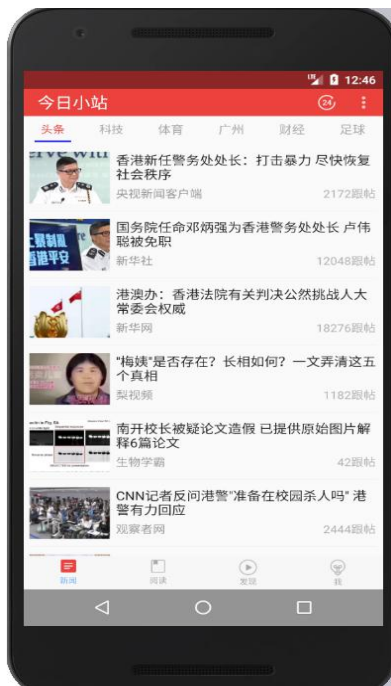 LTE 12:46
今日小站
24
头条 科技 体育 广州 财经 足球
香港新任警务处处长：打击暴力 尽快恢复
社会秩序
央视新闻客户端 2172跟帖
国务院任命邓炳强为香港警务处处长 卢伟
聪被免职
新华社 12048跟帖
港澳办：香港法院有关判决公然挑战人大
常委会权威
新华网 18276跟帖
"梅姨"是否存在？长相如何？一文弄清这五
个真相
梨视频 1182跟帖
南开校长被疑论文造假 已提供原始图片解
释6篇论文
生物学霸 42跟帖
CNN记者反问港警"准备在校园杀人吗" 港
警有力回应
观察者网 2444跟帖
新闻 阅读 发现 我